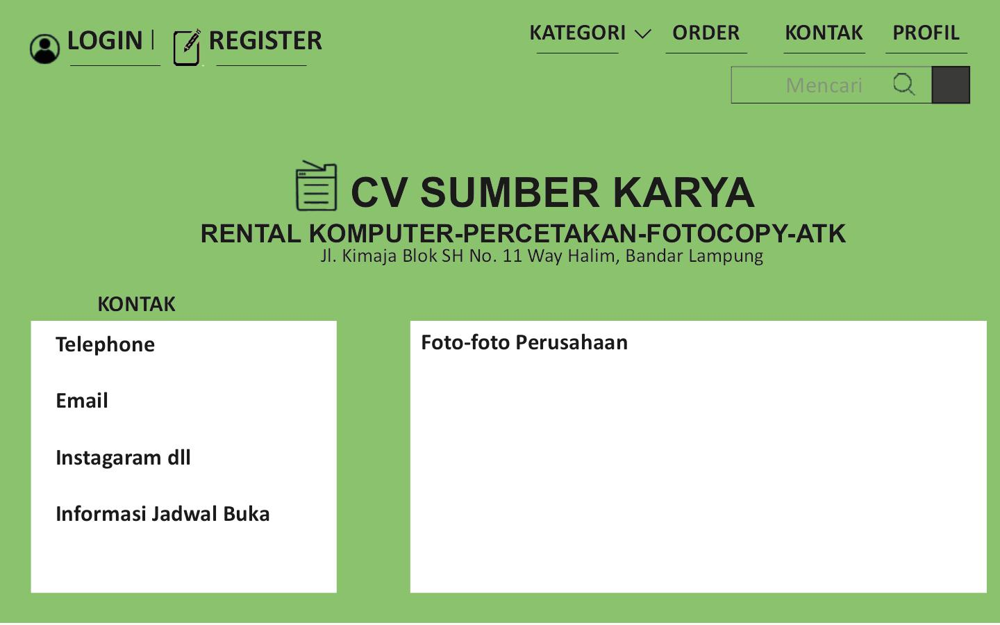 LOGIN | REGISTER
KATEGORI ORDER KONTAK PROFIL
Mencari
CV SUMBER KARYA
RENTAL KOMPUTER-PERCETAKAN-FOTOCOPY-ATK
Jl. Kimaja Blok SH No. 11 Way Halim, Bandar Lampung
KONTAK
Telephone
Email
Instagaram dll
Informasi Jadwal Buka
Foto-foto Perusahaan